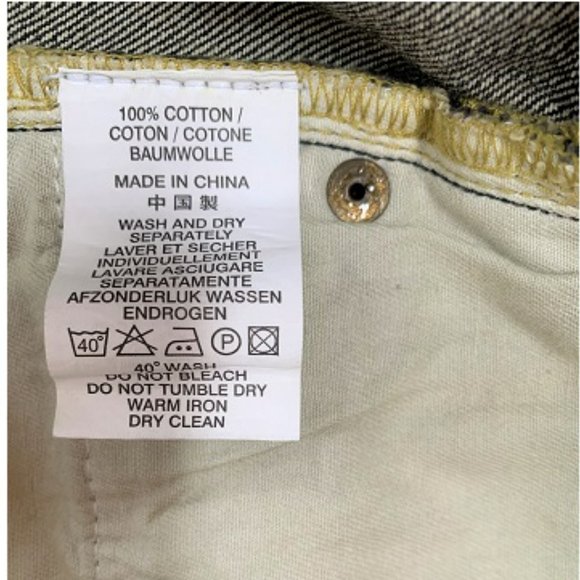 100% COTTON /
COTON / COTONE
BAUMWOLLE
MADE IN CHINA
中 国 製
WASH AND DRY
SEPARATELY
LAVER ET SECHER
INDIVIDUELLEMENT
LAVARE ASCIUGARE
SEPARATAMENTE
AFZONDERLUK WASSEN
ENDROGEN
40° P
40° WASH
DO NOT BLEACH
DO NOT TUMBLE DRY
WARM IRON
DRY CLEAN